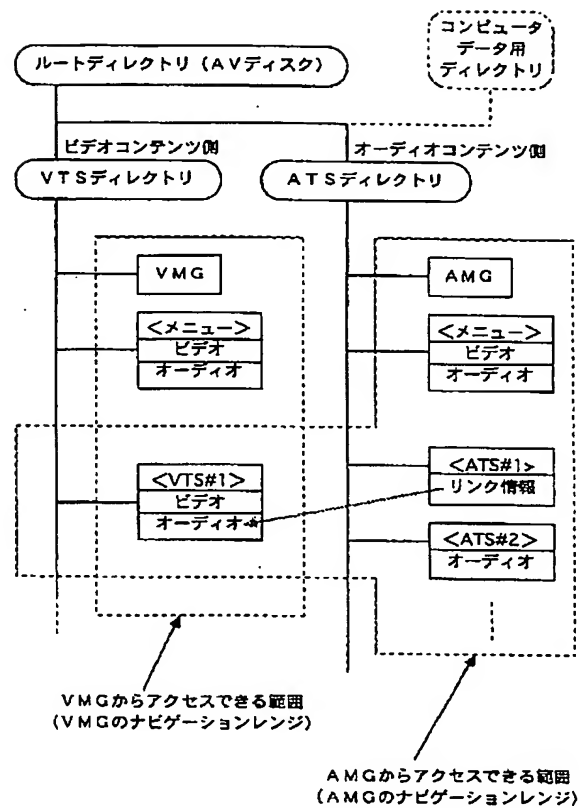 コンピュータ
データ用
ディレクトリ
ルートディレクトリ（AVディスク）
ビデオコンテンツ側
VTSディレクトリ
オーディオコンテンツ側
ATSディレクトリ
VMG
<メニュー>
ビデオ
オーディオ
AMG
<メニュー>
ビデオ
オーディオ
<VTS#1>
ビデオ
オーディオ
<ATS#1>
リンク情報
<ATS#2>
オーディオ
VMGからアクセスできる範囲
（VMGのナビゲーションレンジ）
AMGからアクセスできる範囲
（AMGのナビゲーションレンジ）